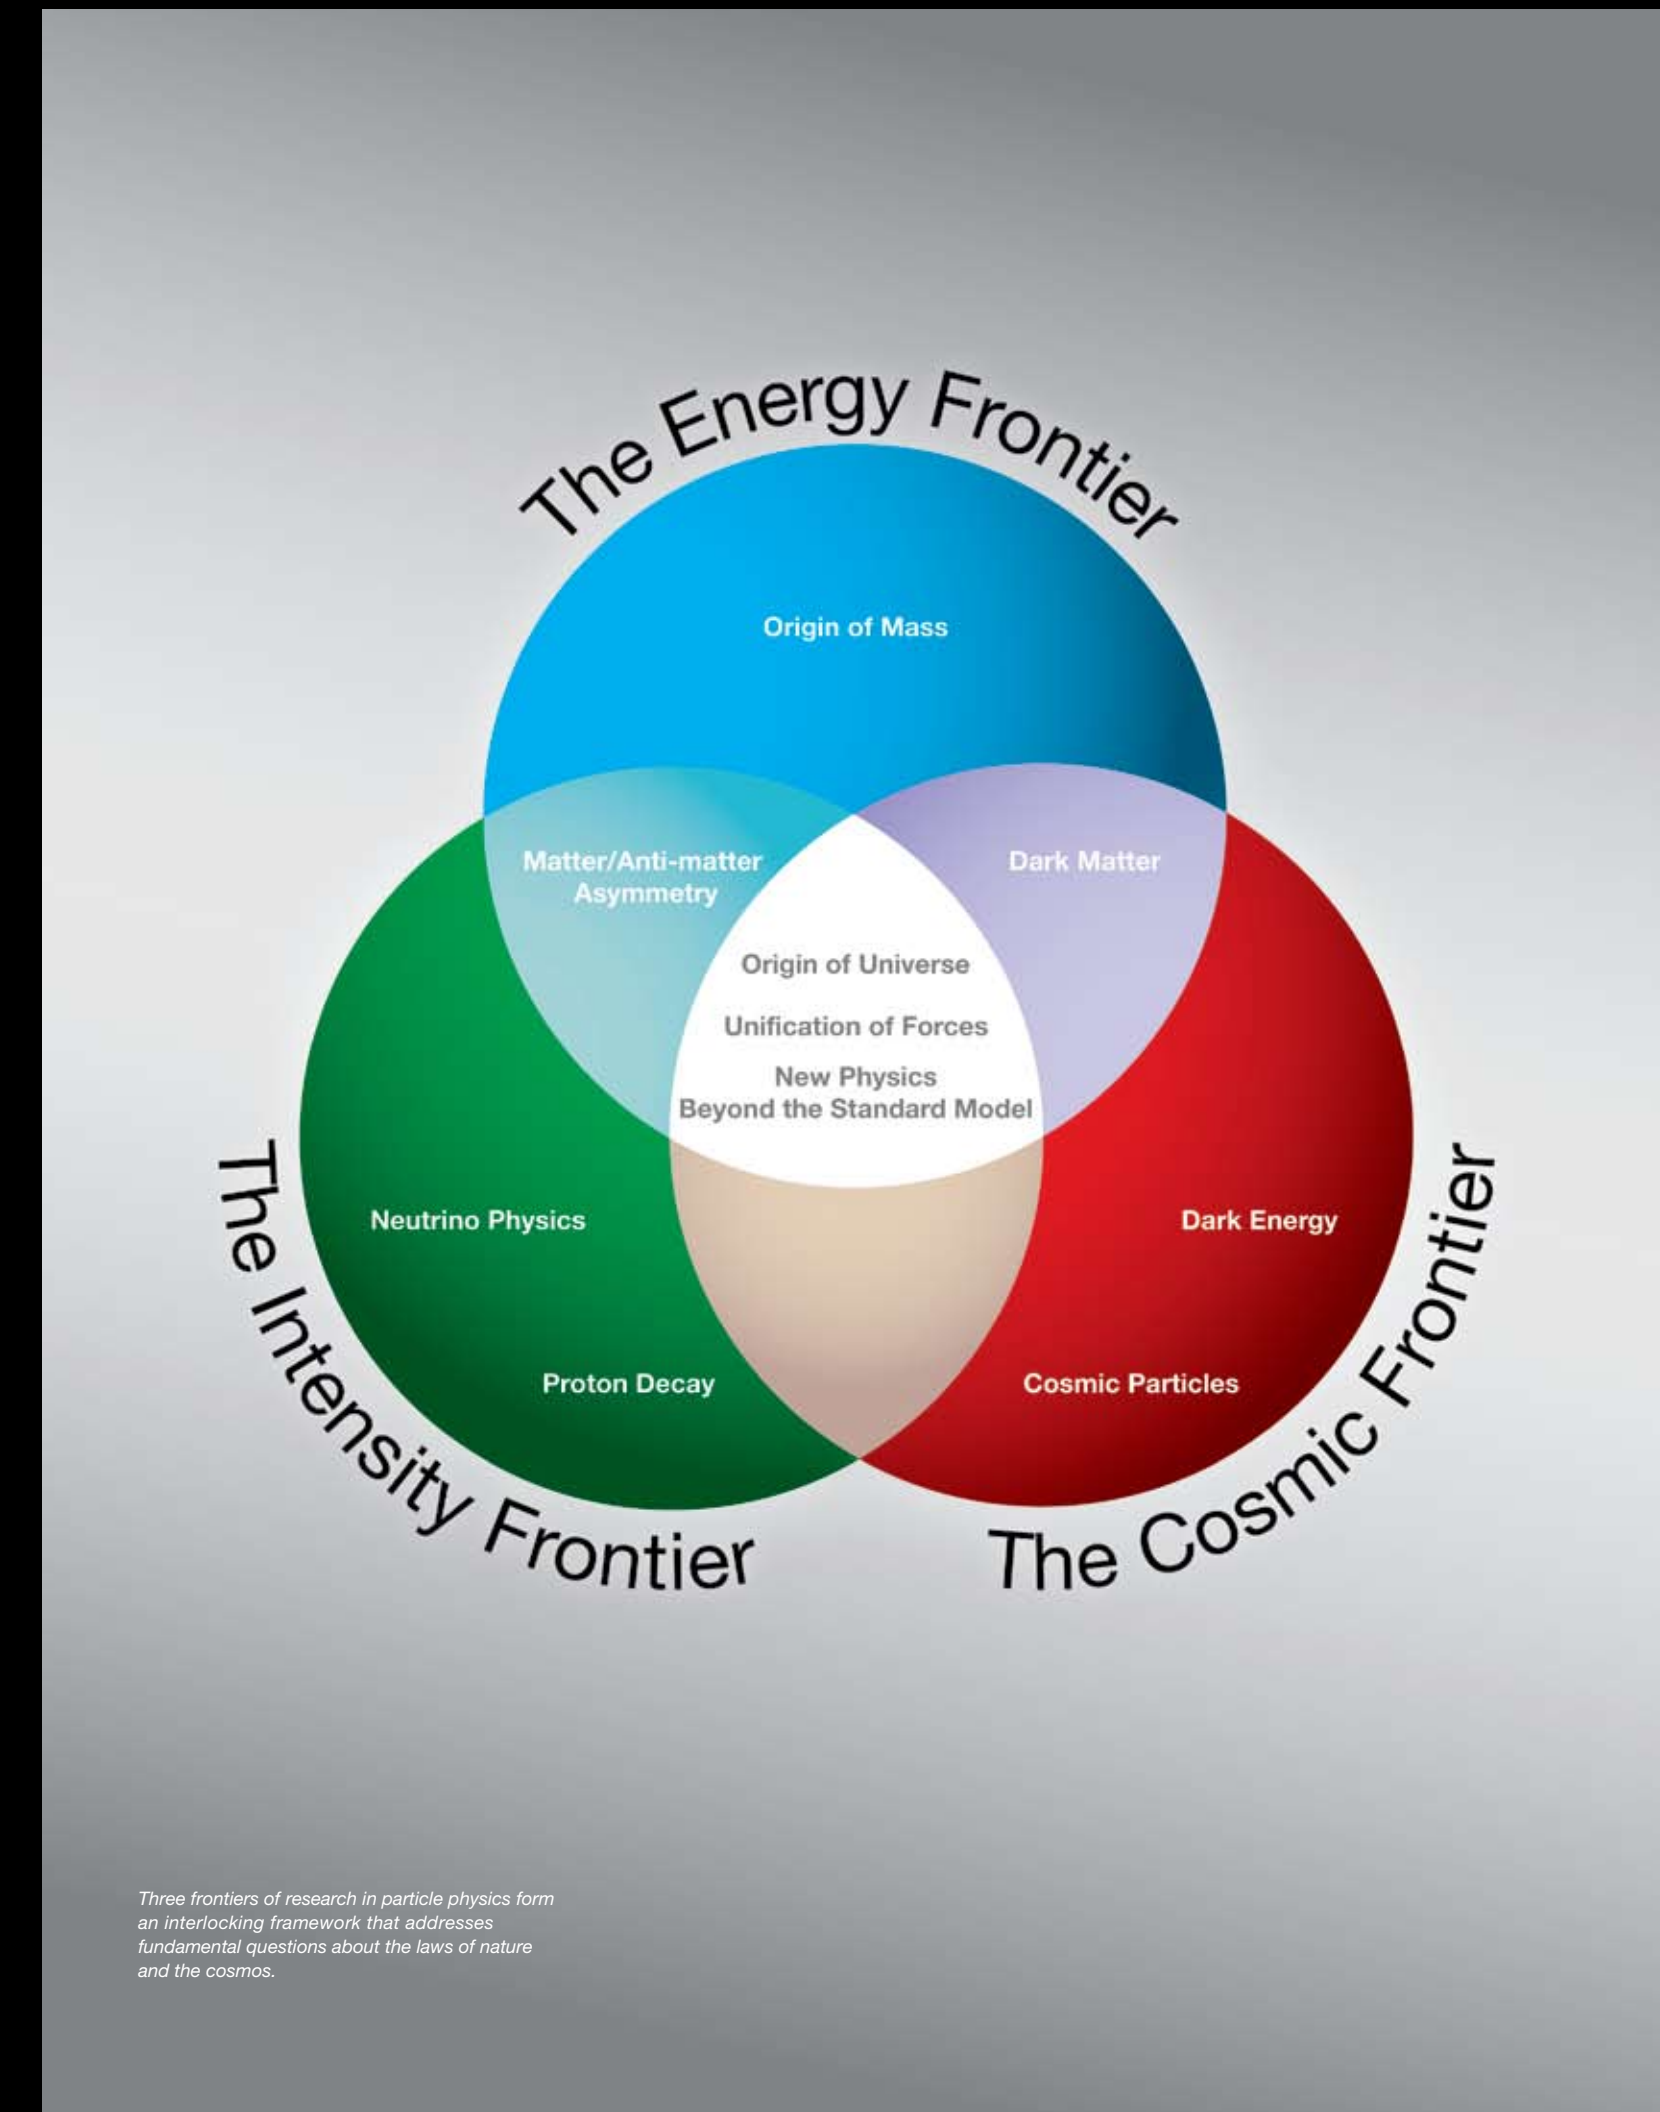 The Energy Frontier
Origin of Mass
Matter/Anti-matter
Asymmetry
Dark Matter
Origin of Universe
Unification of Forces
New Physics
Beyond the Standard Model
Neutrino Physics
Dark Energy
Proton Decay
Cosmic Particles
The Intensity Frontier
The Cosmic Frontier
Three frontiers of research in particle physics form
an interlocking framework that addresses
fundamental questions about the laws of nature
and the cosmos.